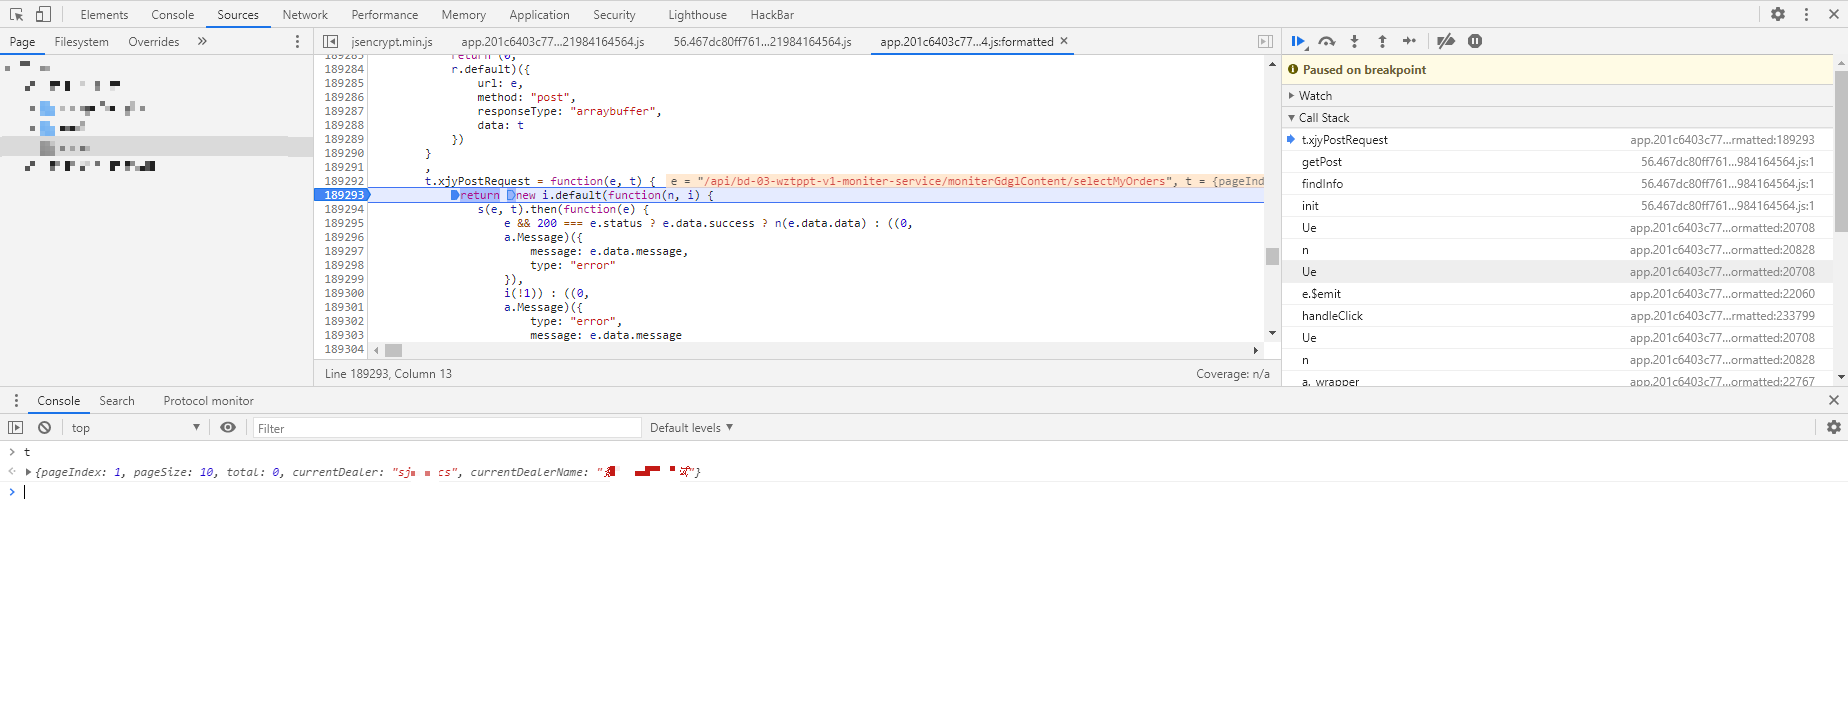 Elements Console Sources Network Performance Memory Application Security Lighthouse HackBar
Page Filesystem Overrides »
jsencrypt.min.js app.201c6403c77...21984164564.js 56.467dc80ff761...21984164564.js app.201c6403c77...4.js:formatted ×
189283 return (0,
189284 r.default)({
189285 url: e,
189286 method: "post",
189287 responseType: "arraybuffer",
189288 data: t
189289 })
189290 }
189291 ,
189292 t.xjyPostRequest = function(e, t) { e = "/api/bd-03-wztppt-v1-moniter-service/moniterGdglContent/selectMyOrders", t = {pageInd
189293 return new i.default(function(n, i) {
189294 s(e, t).then(function(e) {
189295 e && 200 === e.status ? e.data.success ? n(e.data.data) : ((0,
189296 a.Message)({
189297 message: e.data.message,
189298 type: "error"
189299 }),
189300 i(!1)) : ((0,
189301 a.Message)({
189302 type: "error",
189303 message: e.data.message
189304
Line 189293, Column 13 Coverage: n/a
Paused on breakpoint
Watch
Call Stack
t.xjyPostRequest app.201c6403c77...rmatted:189293
getPost 56.467dc80ff761...984164564.js:1
findInfo 56.467dc80ff761...984164564.js:1
init 56.467dc80ff761...984164564.js:1
Ue app.201c6403c77...ormatted:20708
n app.201c6403c77...ormatted:20828
Ue app.201c6403c77...ormatted:20708
e.$emit app.201c6403c77...ormatted:22060
handleClick app.201c6403c77...rmatted:233799
Ue app.201c6403c77...ormatted:20708
n app.201c6403c77...ormatted:20828
a._wrapper app.201c6403c77...ormatted:22767
Console Search Protocol monitor ×
top Filter Default levels
> t
{pageIndex: 1, pageSize: 10, total: 0, currentDealer: "sj cs", currentDealerName: " "}
>